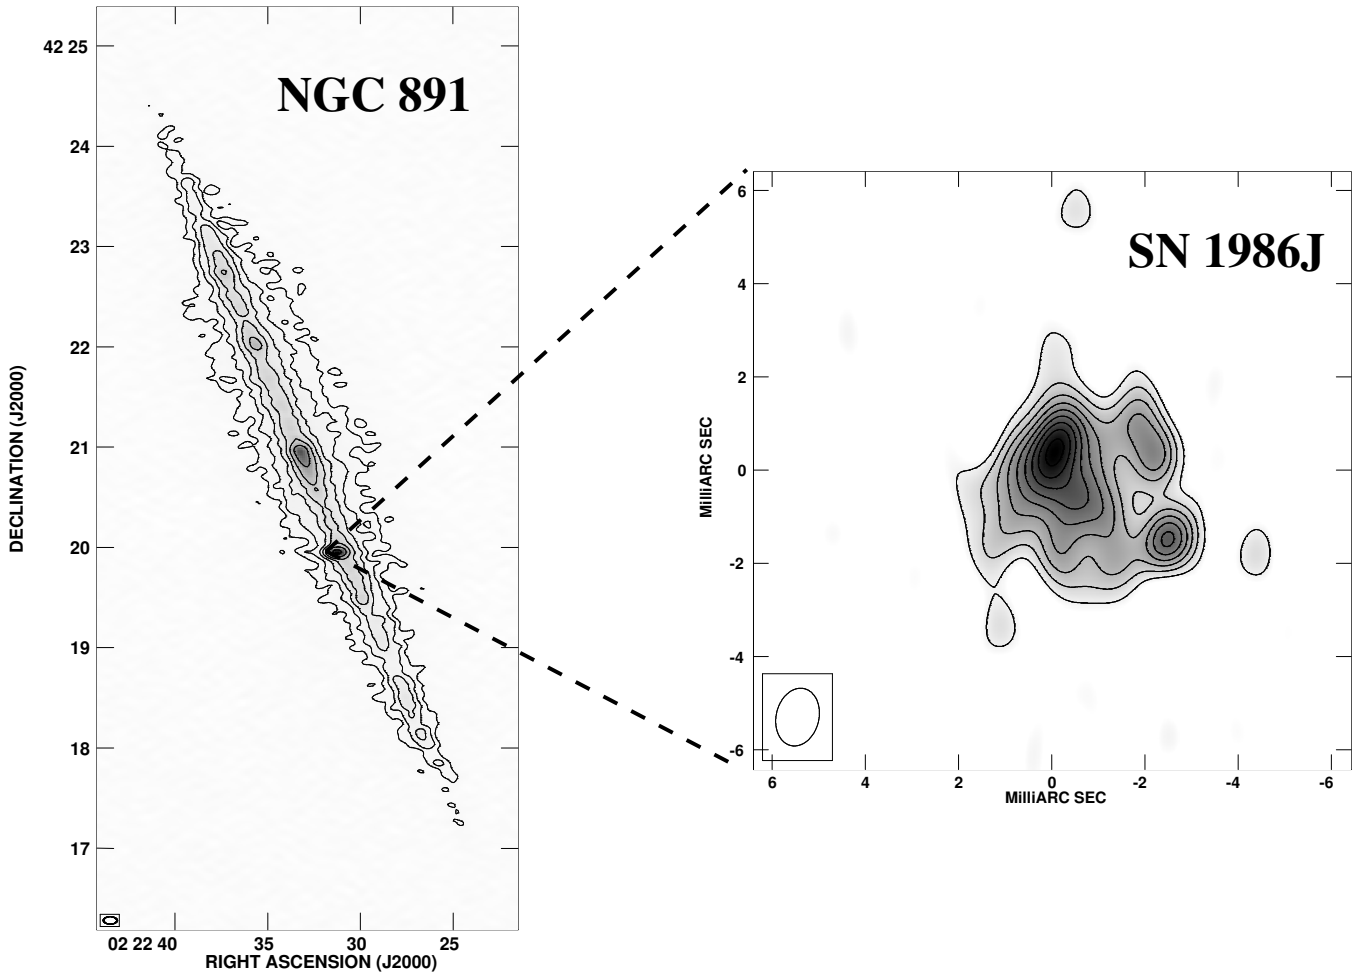 NGC 891
42 25
24
23
22
21
20
19
18
17
DECLINATION (J2000)
02 22 40 35 30 25
RIGHT ASCENSION (J2000)
SN 1986J
6
4
2
0
-2
-4
-6
MilliARC SEC
6 4 2 0 -2 -4 -6
MilliARC SEC